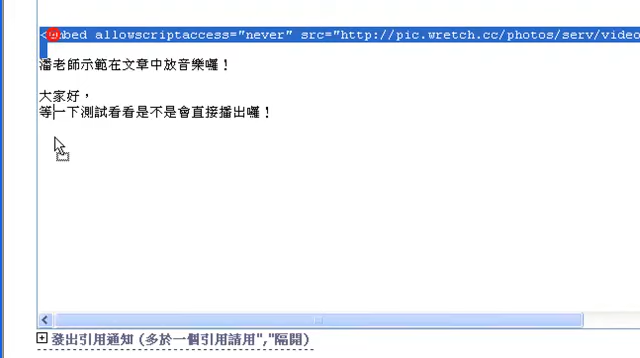 <embed allowscriptaccess="never" src="http://pic.wretch.cc/photos/serv/video
潘老師示範在文章中放音樂囉！
大家好，
等一下測試看看是不是會直接播出囉！
發出引用通知 (多於一個引用請用","隔開)